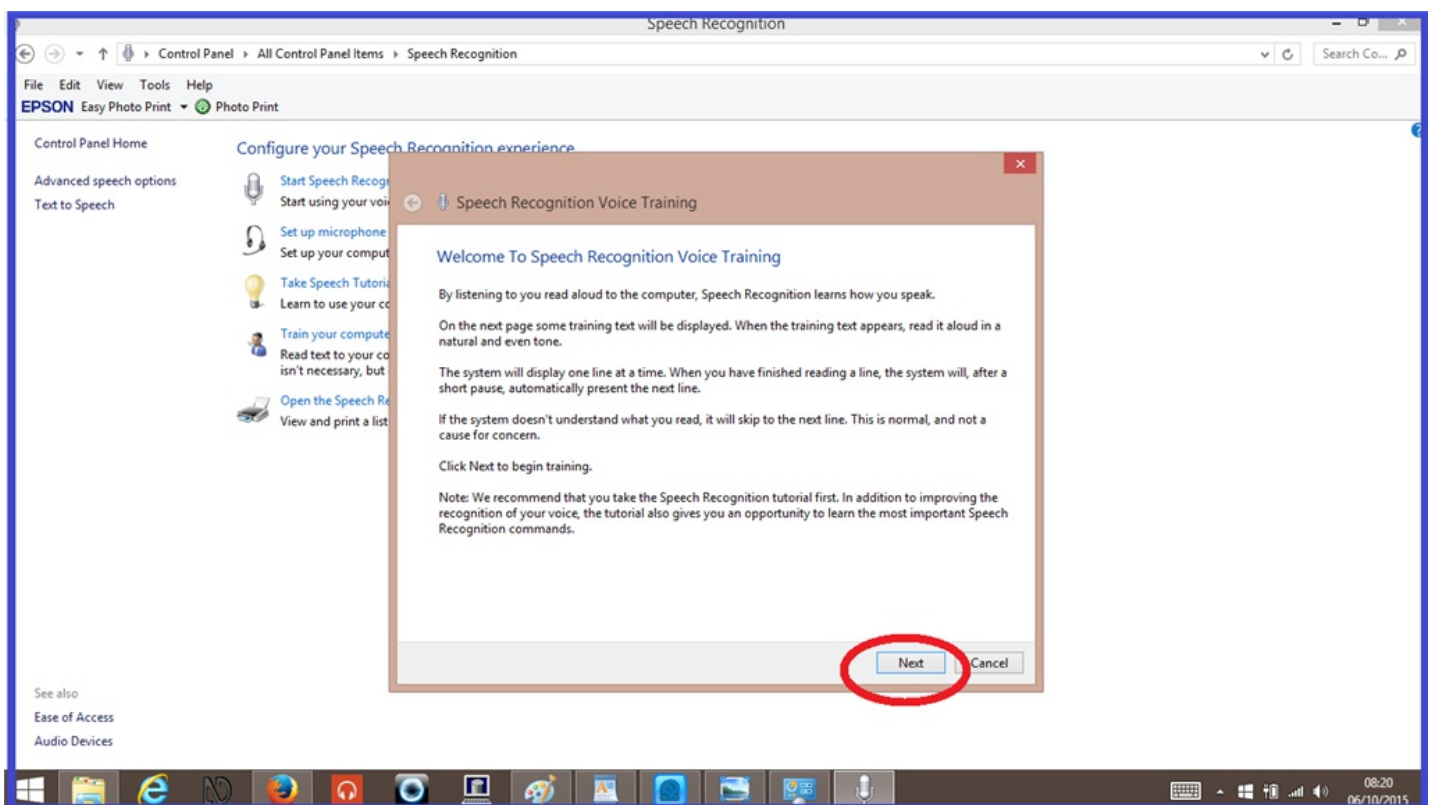 Speech Recognition
Control Panel ▸ All Control Panel Items ▸ Speech Recognition
Search Co...
File Edit View Tools Help
EPSON Easy Photo Print Photo Print
Control Panel Home
Advanced speech options
Text to Speech
Configure your Speech Recognition experience
Start Speech Recogn
Start using your voi
Set up microphone
Set up your comput
Take Speech Tutoria
Learn to use your co
Train your compute
Read text to your co
isn't necessary, but
Open the Speech Re
View and print a list
Speech Recognition Voice Training
Welcome To Speech Recognition Voice Training
By listening to you read aloud to the computer, Speech Recognition learns how you speak.
On the next page some training text will be displayed. When the training text appears, read it aloud in a
natural and even tone.
The system will display one line at a time. When you have finished reading a line, the system will, after a
short pause, automatically present the next line.
If the system doesn't understand what you read, it will skip to the next line. This is normal, and not a
cause for concern.
Click Next to begin training.
Note: We recommend that you take the Speech Recognition tutorial first. In addition to improving the
recognition of your voice, the tutorial also gives you an opportunity to learn the most important Speech
Recognition commands.
Next Cancel
See also
Ease of Access
Audio Devices
08:20
06/10/2015